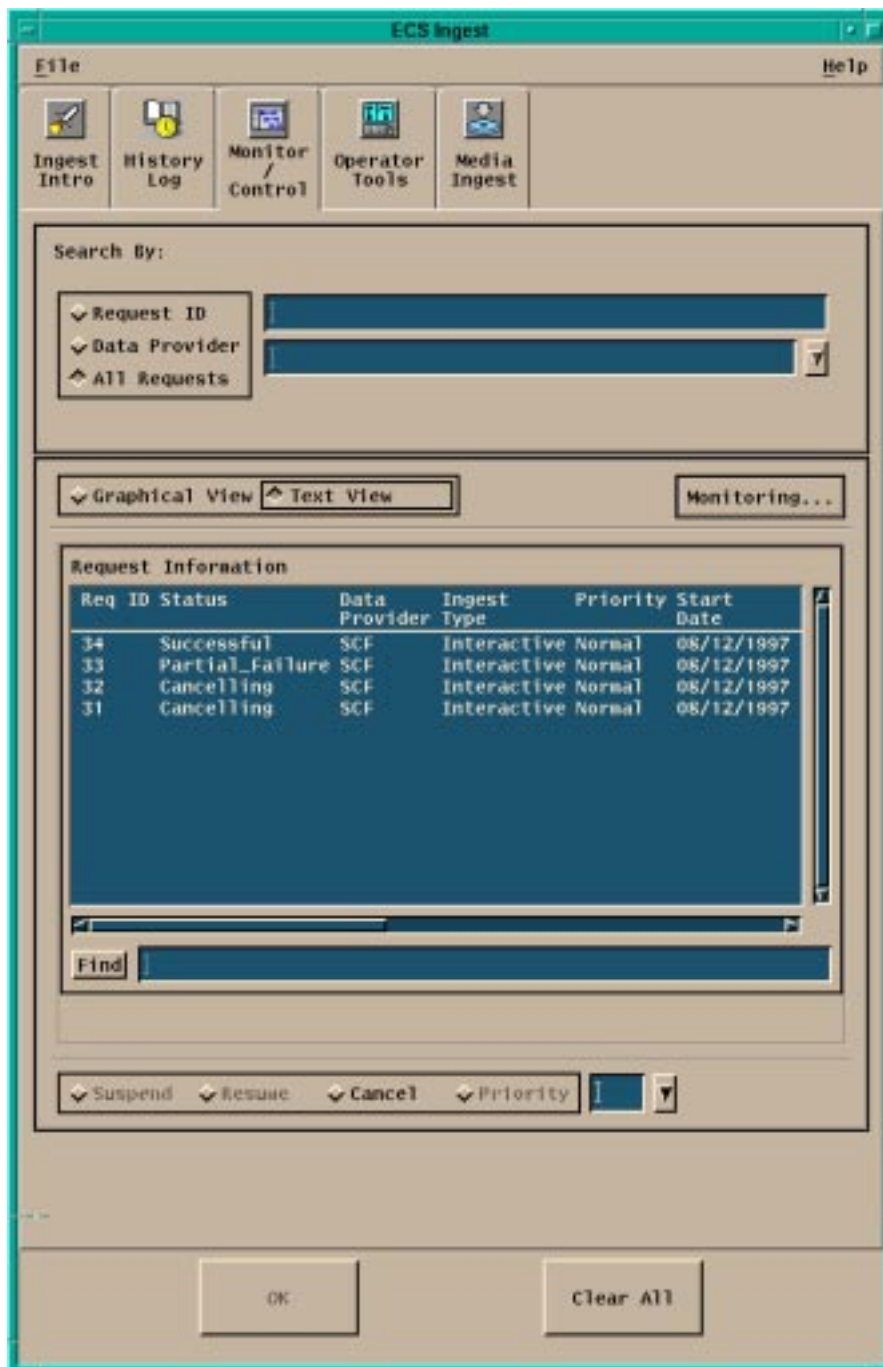 ECS Ingest
File Help
Ingest Intro
History Log
Monitor / Control
Operator Tools
Media Ingest
Search By:
Request ID
Data Provider
All Requests
Graphical View Text View Monitoring...
Request Information
Req ID Status Data Provider Ingest Type Priority Start Date
34 Successful SCF Interactive Normal 08/12/1997
33 Partial_Failure SCF Interactive Normal 08/12/1997
32 Cancelling SCF Interactive Normal 08/12/1997
31 Cancelling SCF Interactive Normal 08/12/1997
Find
Suspend Resume Cancel Priority
OK Clear All